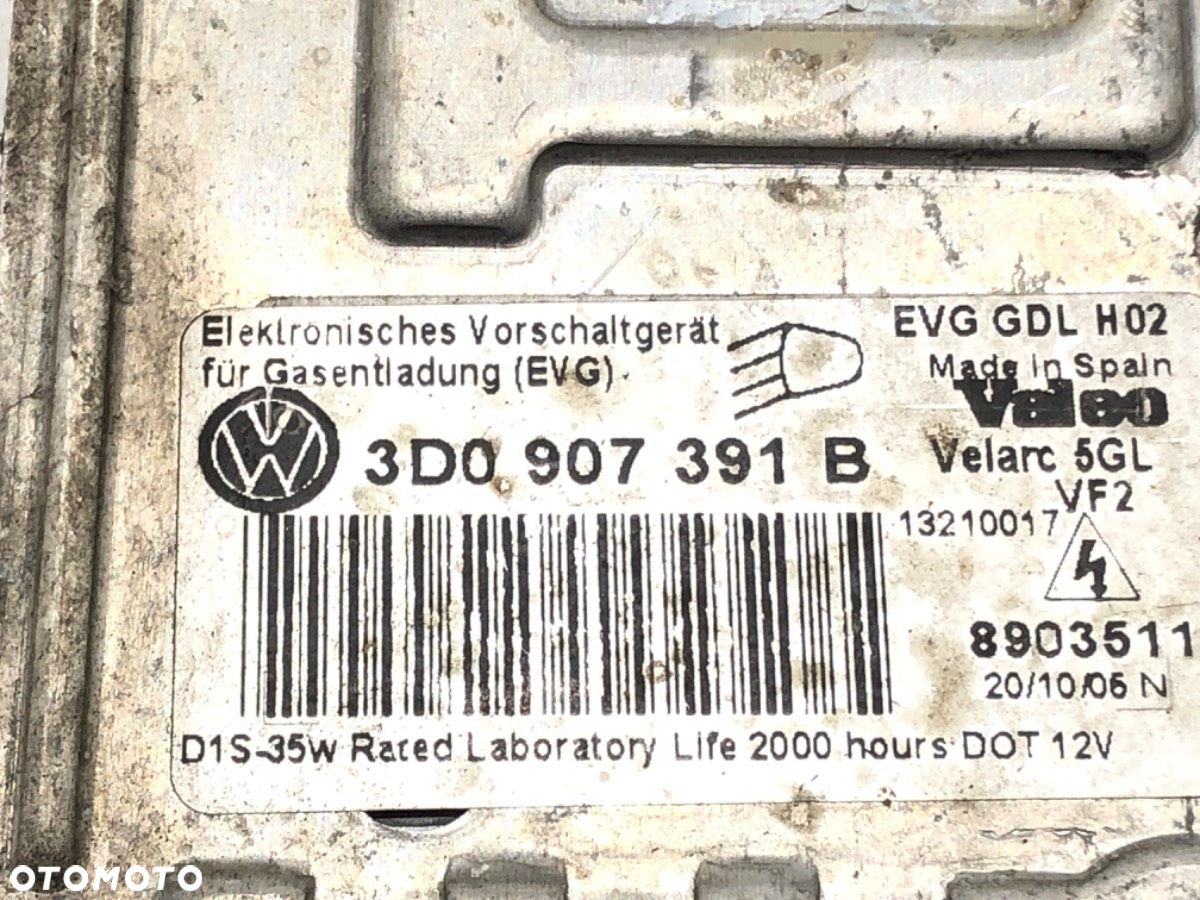 Elektronisches Vorschaltgerät
für Gasentladung (EVG)
EVG GDL H02
Made in Spain
Valeo
3D0 907 391 B
Velarc 5GL
VF2
13210017
8903511
20/10/06 N
D1S-35w Rated Laboratory Life 2000 hours DOT 12V
OTOMOTO